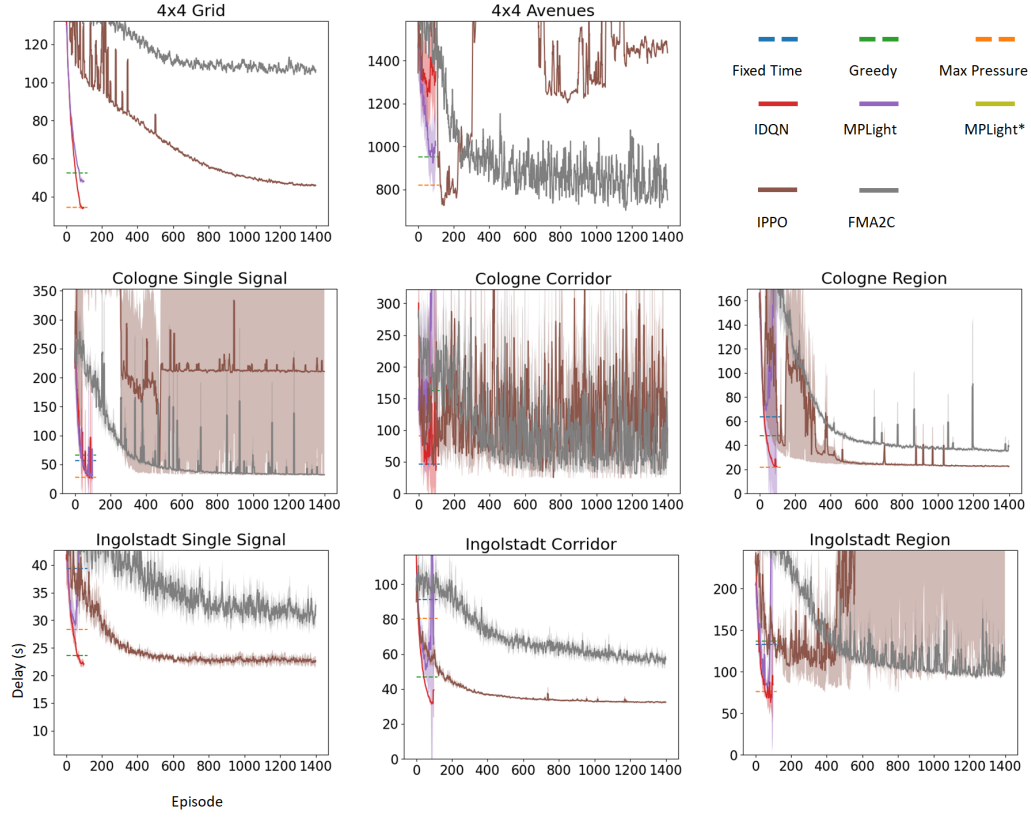 4x4 Grid
120
100
80
60
40
0 200 400 600 800 1000 1200 1400
4x4 Avenues
1400
1200
1000
800
0 200 400 600 800 1000 1200 1400
Fixed Time Greedy Max Pressure
IDQN MPLight MPLight*
IPPO FMA2C
Cologne Single Signal
350
300
250
200
150
100
50
0
0 200 400 600 800 1000 1200 1400
Cologne Corridor
300
250
200
150
100
50
0
0 200 400 600 800 1000 1200 1400
Cologne Region
160
140
120
100
80
60
40
20
0
0 200 400 600 800 1000 1200 1400
Ingolstadt Single Signal
40
35
30
25
20
15
10
Delay (s)
0 200 400 600 800 1000 1200 1400
Episode
Ingolstadt Corridor
100
80
60
40
20
0
0 200 400 600 800 1000 1200 1400
Ingolstadt Region
200
150
100
50
0
0 200 400 600 800 1000 1200 1400